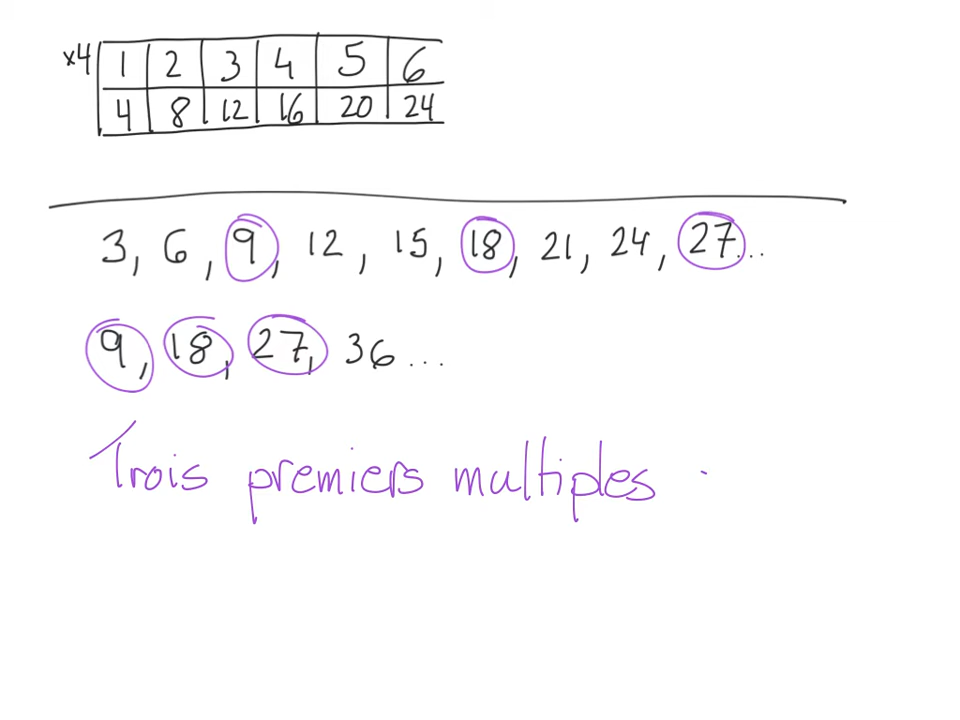 x4 1 2 3 4 5 6
4 8 12 16 20 24
3, 6, 9, 12, 15, 18, 21, 24, 27...
9, 18, 27, 36...
Trois premiers multiples